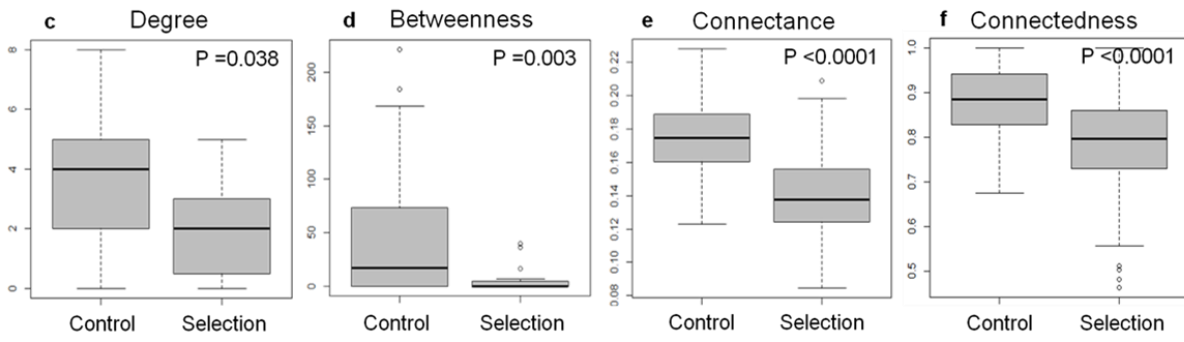 c Degree
P =0.038
8
6
4
2
0
Control Selection
d Betweenness
P =0.003
200
150
100
50
0
Control Selection
e Connectance
P <0.0001
0.22
0.20
0.18
0.16
0.14
0.12
0.10
0.08
Control Selection
f Connectedness
P <0.0001
1.0
0.9
0.8
0.7
0.6
0.5
Control Selection